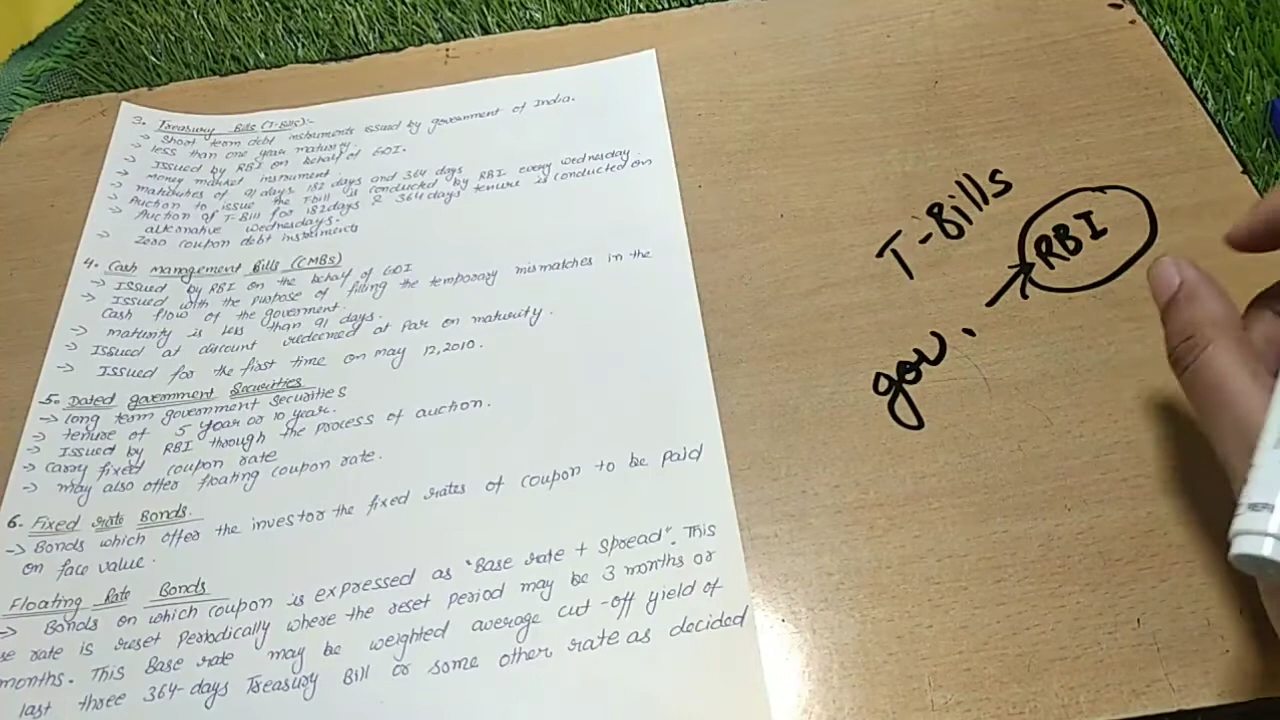 3. Treasury Bills (T-Bills):-
→ Short term debt instruments issued by government of India.
→ less than one year maturity.
→ Issued by RBI on behalf of GOI.
→ Money market instrument.
→ maturities of 91 days 182 days and 364 days
→ Auction to issue the T-bill is conducted by RBI every wednesday.
→ Auction of T-Bill for 182 days & 364 days tenure is conducted on
alternative wednesdays.
→ Zero coupon debt instruments
4. Cash Management Bills (CMBs)
→ Issued by RBI on the behalf of GOI
→ Issued with the purpose of filling the temporary mismatches in the
Cash flow of the goverment.
→ maturity is less than 91 days.
→ Issued at discount redeemed at par on maturity.
→ Issued for the first time on may 12, 2010.
5. Dated government Securities
→ long term government securities
→ tenure of 5 year or 10 year.
→ Issued by RBI through the process of auction.
→ Carry fixed coupon rate
→ may also offer floating coupon rate.
6. Fixed rate Bonds.
→ Bonds which offer the investor the fixed rates of coupon to be paid
on face value.
Floating Rate Bonds
→ Bonds on which coupon is expressed as "Base rate + Spread". This
se rate is reset periodically where the reset period may be 3 months or
months. This Base rate may be weighted average cut-off yield of
last three 364-days Treasury Bill or some other rate as decided
T-Bills
gov. → RBI